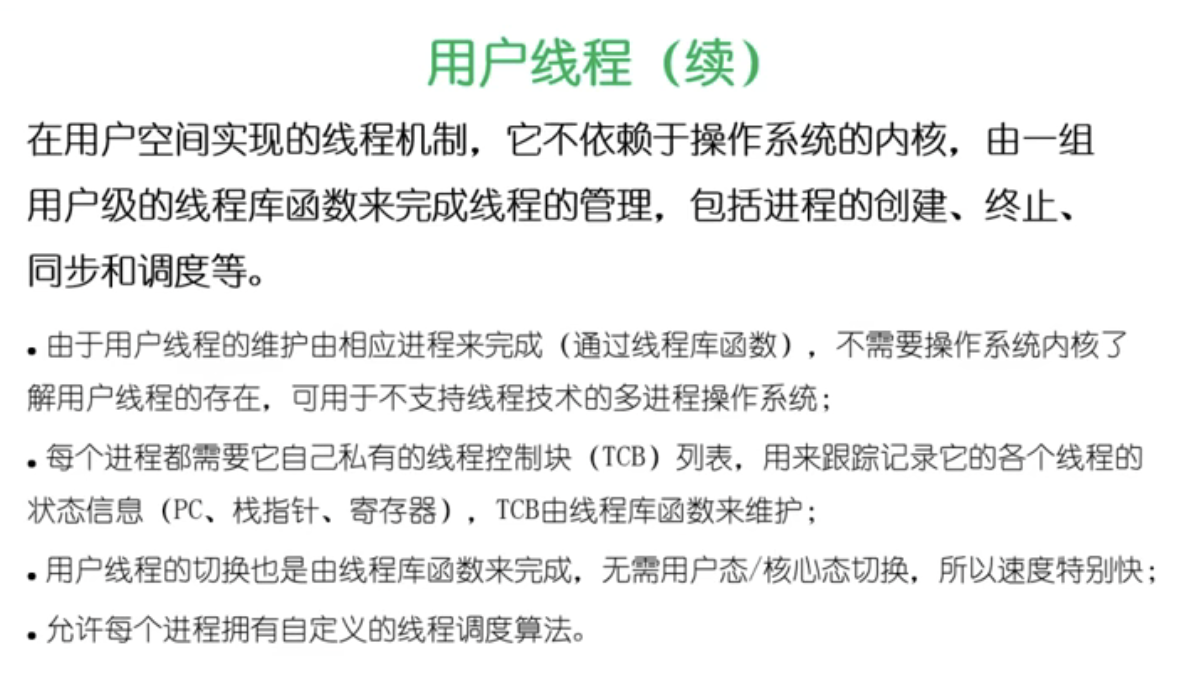 用户线程（续）
在用户空间实现的线程机制，它不依赖于操作系统的内核，由一组
用户级的线程库函数来完成线程的管理，包括进程的创建、终止、
同步和调度等。
• 由于用户线程的维护由相应进程来完成（通过线程库函数），不需要操作系统内核了
解用户线程的存在，可用于不支持线程技术的多进程操作系统；
• 每个进程都需要它自己私有的线程控制块（TCB）列表，用来跟踪记录它的各个线程的
状态信息（PC、栈指针、寄存器），TCB由线程库函数来维护；
• 用户线程的切换也是由线程库函数来完成，无需用户态/核心态切换，所以速度特别快；
• 允许每个进程拥有自定义的线程调度算法。